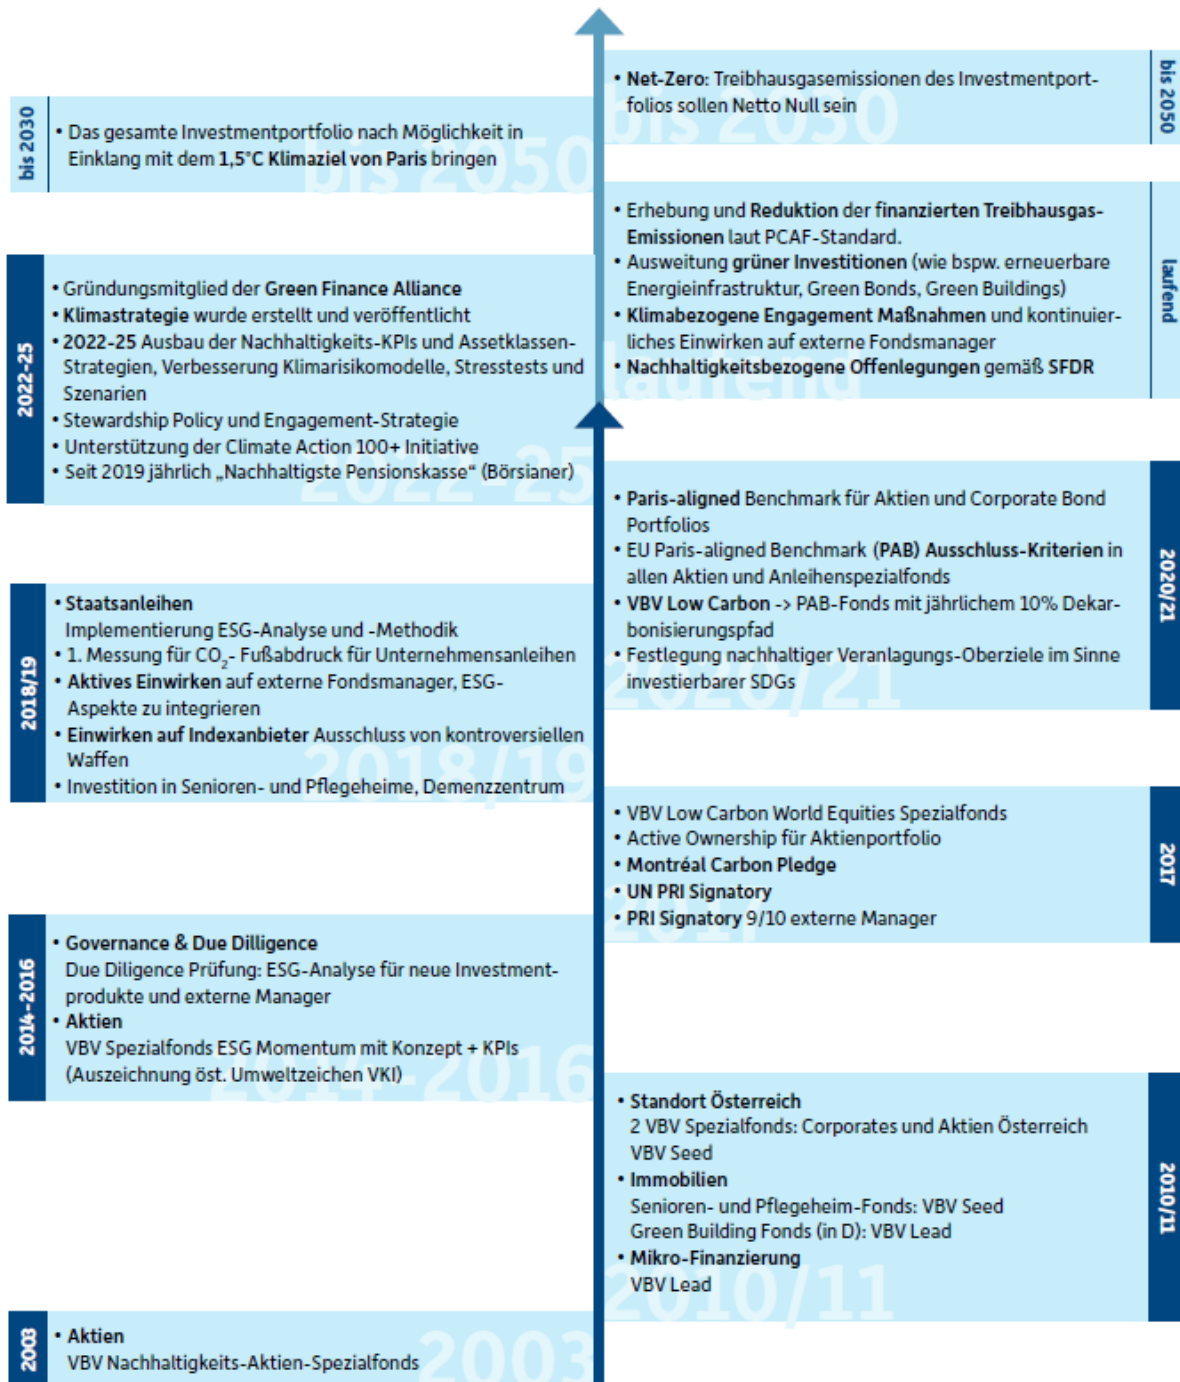 bis 2050
• Net-Zero: Treibhausgasemissionen des Investmentport-
folios sollen Netto Null sein
bis 2030
bis 2030
• Das gesamte Investmentportfolio nach Möglichkeit in
Einklang mit dem 1,5°C Klimaziel von Paris bringen
bis 2050
laufend
• Erhebung und Reduktion der finanzierten Treibhausgas-
Emissionen laut PCAF-Standard.
• Ausweitung grüner Investitionen (wie bspw. erneuerbare
Energieinfrastruktur, Green Bonds, Green Buildings)
• Klimabezogene Engagement Maßnahmen und kontinuier-
liches Einwirken auf externe Fondsmanager
• Nachhaltigkeitsbezogene Offenlegungen gemäß SFDR
laufend
2022-25
• Gründungsmitglied der Green Finance Alliance
• Klimastrategie wurde erstellt und veröffentlicht
• 2022-25 Ausbau der Nachhaltigkeits-KPIs und Assetklassen-
Strategien, Verbesserung Klimarisikomodelle, Stresstests und
Szenarien
• Stewardship Policy und Engagement-Strategie
• Unterstützung der Climate Action 100+ Initiative
• Seit 2019 jährlich „Nachhaltigste Pensionskasse“ (Börsianer)
2022-25
2020/21
• Paris-aligned Benchmark für Aktien und Corporate Bond
Portfolios
• EU Paris-aligned Benchmark (PAB) Ausschluss-Kriterien in
allen Aktien und Anleihenspezialfonds
• VBV Low Carbon -> PAB-Fonds mit jährlichem 10% Dekar-
bonisierungspfad
• Festlegung nachhaltiger Veranlagungs-Oberziele im Sinne
investierbarer SDGs
2020/21
2018/19
• Staatsanleihen
Implementierung ESG-Analyse und -Methodik
• 1. Messung für CO₂- Fußabdruck für Unternehmensanleihen
• Aktives Einwirken auf externe Fondsmanager, ESG-
Aspekte zu integrieren
• Einwirken auf Indexanbieter Ausschluss von kontroversiellen
Waffen
• Investition in Senioren- und Pflegeheime, Demenzzentrum
2018/19
2017
• VBV Low Carbon World Equities Spezialfonds
• Active Ownership für Aktienportfolio
• Montréal Carbon Pledge
• UN PRI Signatory
• PRI Signatory 9/10 externe Manager
2017
2014-2016
• Governance & Due Dilligence
Due Diligence Prüfung: ESG-Analyse für neue Investment-
produkte und externe Manager
• Aktien
VBV Spezialfonds ESG Momentum mit Konzept + KPIs
(Auszeichnung öst. Umweltzeichen VKI)
2014-2016
2010/11
• Standort Österreich
2 VBV Spezialfonds: Corporates und Aktien Österreich
VBV Seed
• Immobilien
Senioren- und Pflegeheim-Fonds: VBV Seed
Green Building Fonds (in D): VBV Lead
• Mikro-Finanzierung
VBV Lead
2010/11
2003
• Aktien
VBV Nachhaltigkeits-Aktien-Spezialfonds
2003